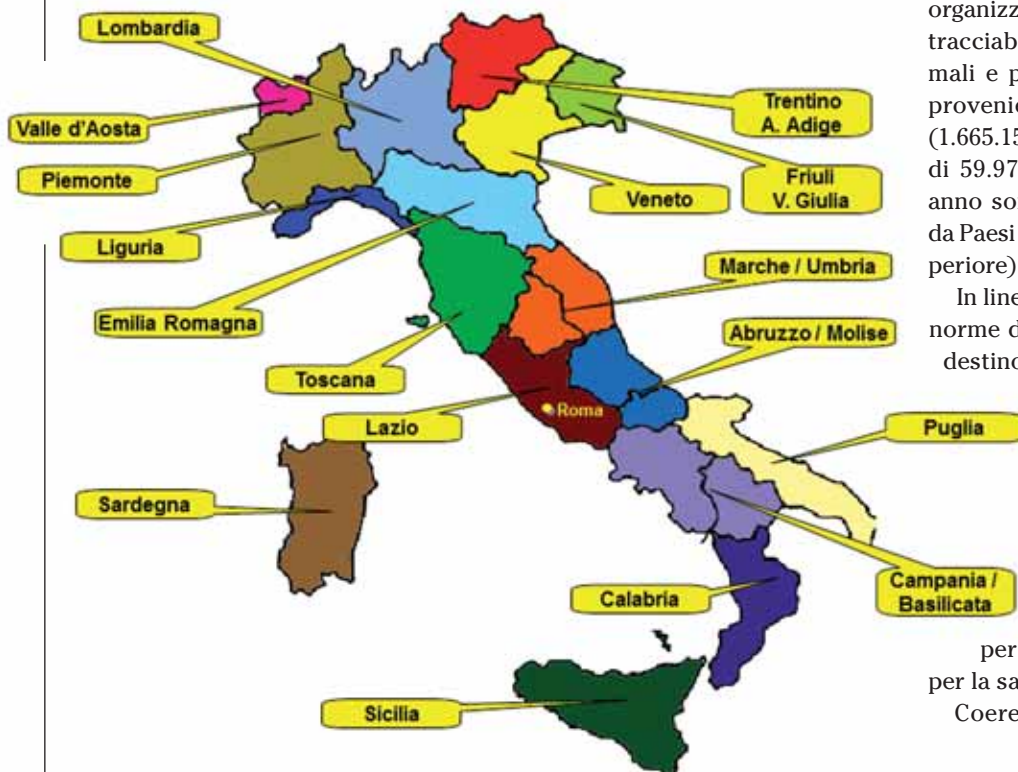 Lombardia
Valle d'Aosta
Piemonte
Liguria
Emilia Romagna
Toscana
Lazio
Sardegna
Sicilia
Trentino
A. Adige
Friuli
V. Giulia
Veneto
Marche / Umbria
Abruzzo / Molise
Roma
Puglia
Campania /
Basilicata
Calabria
organizz
tracciab
mali e p
provenie
(1.665.15
di 59.97
anno so
da Paesi
periore)
In line
norme d
destino
per
per la sa
Coere